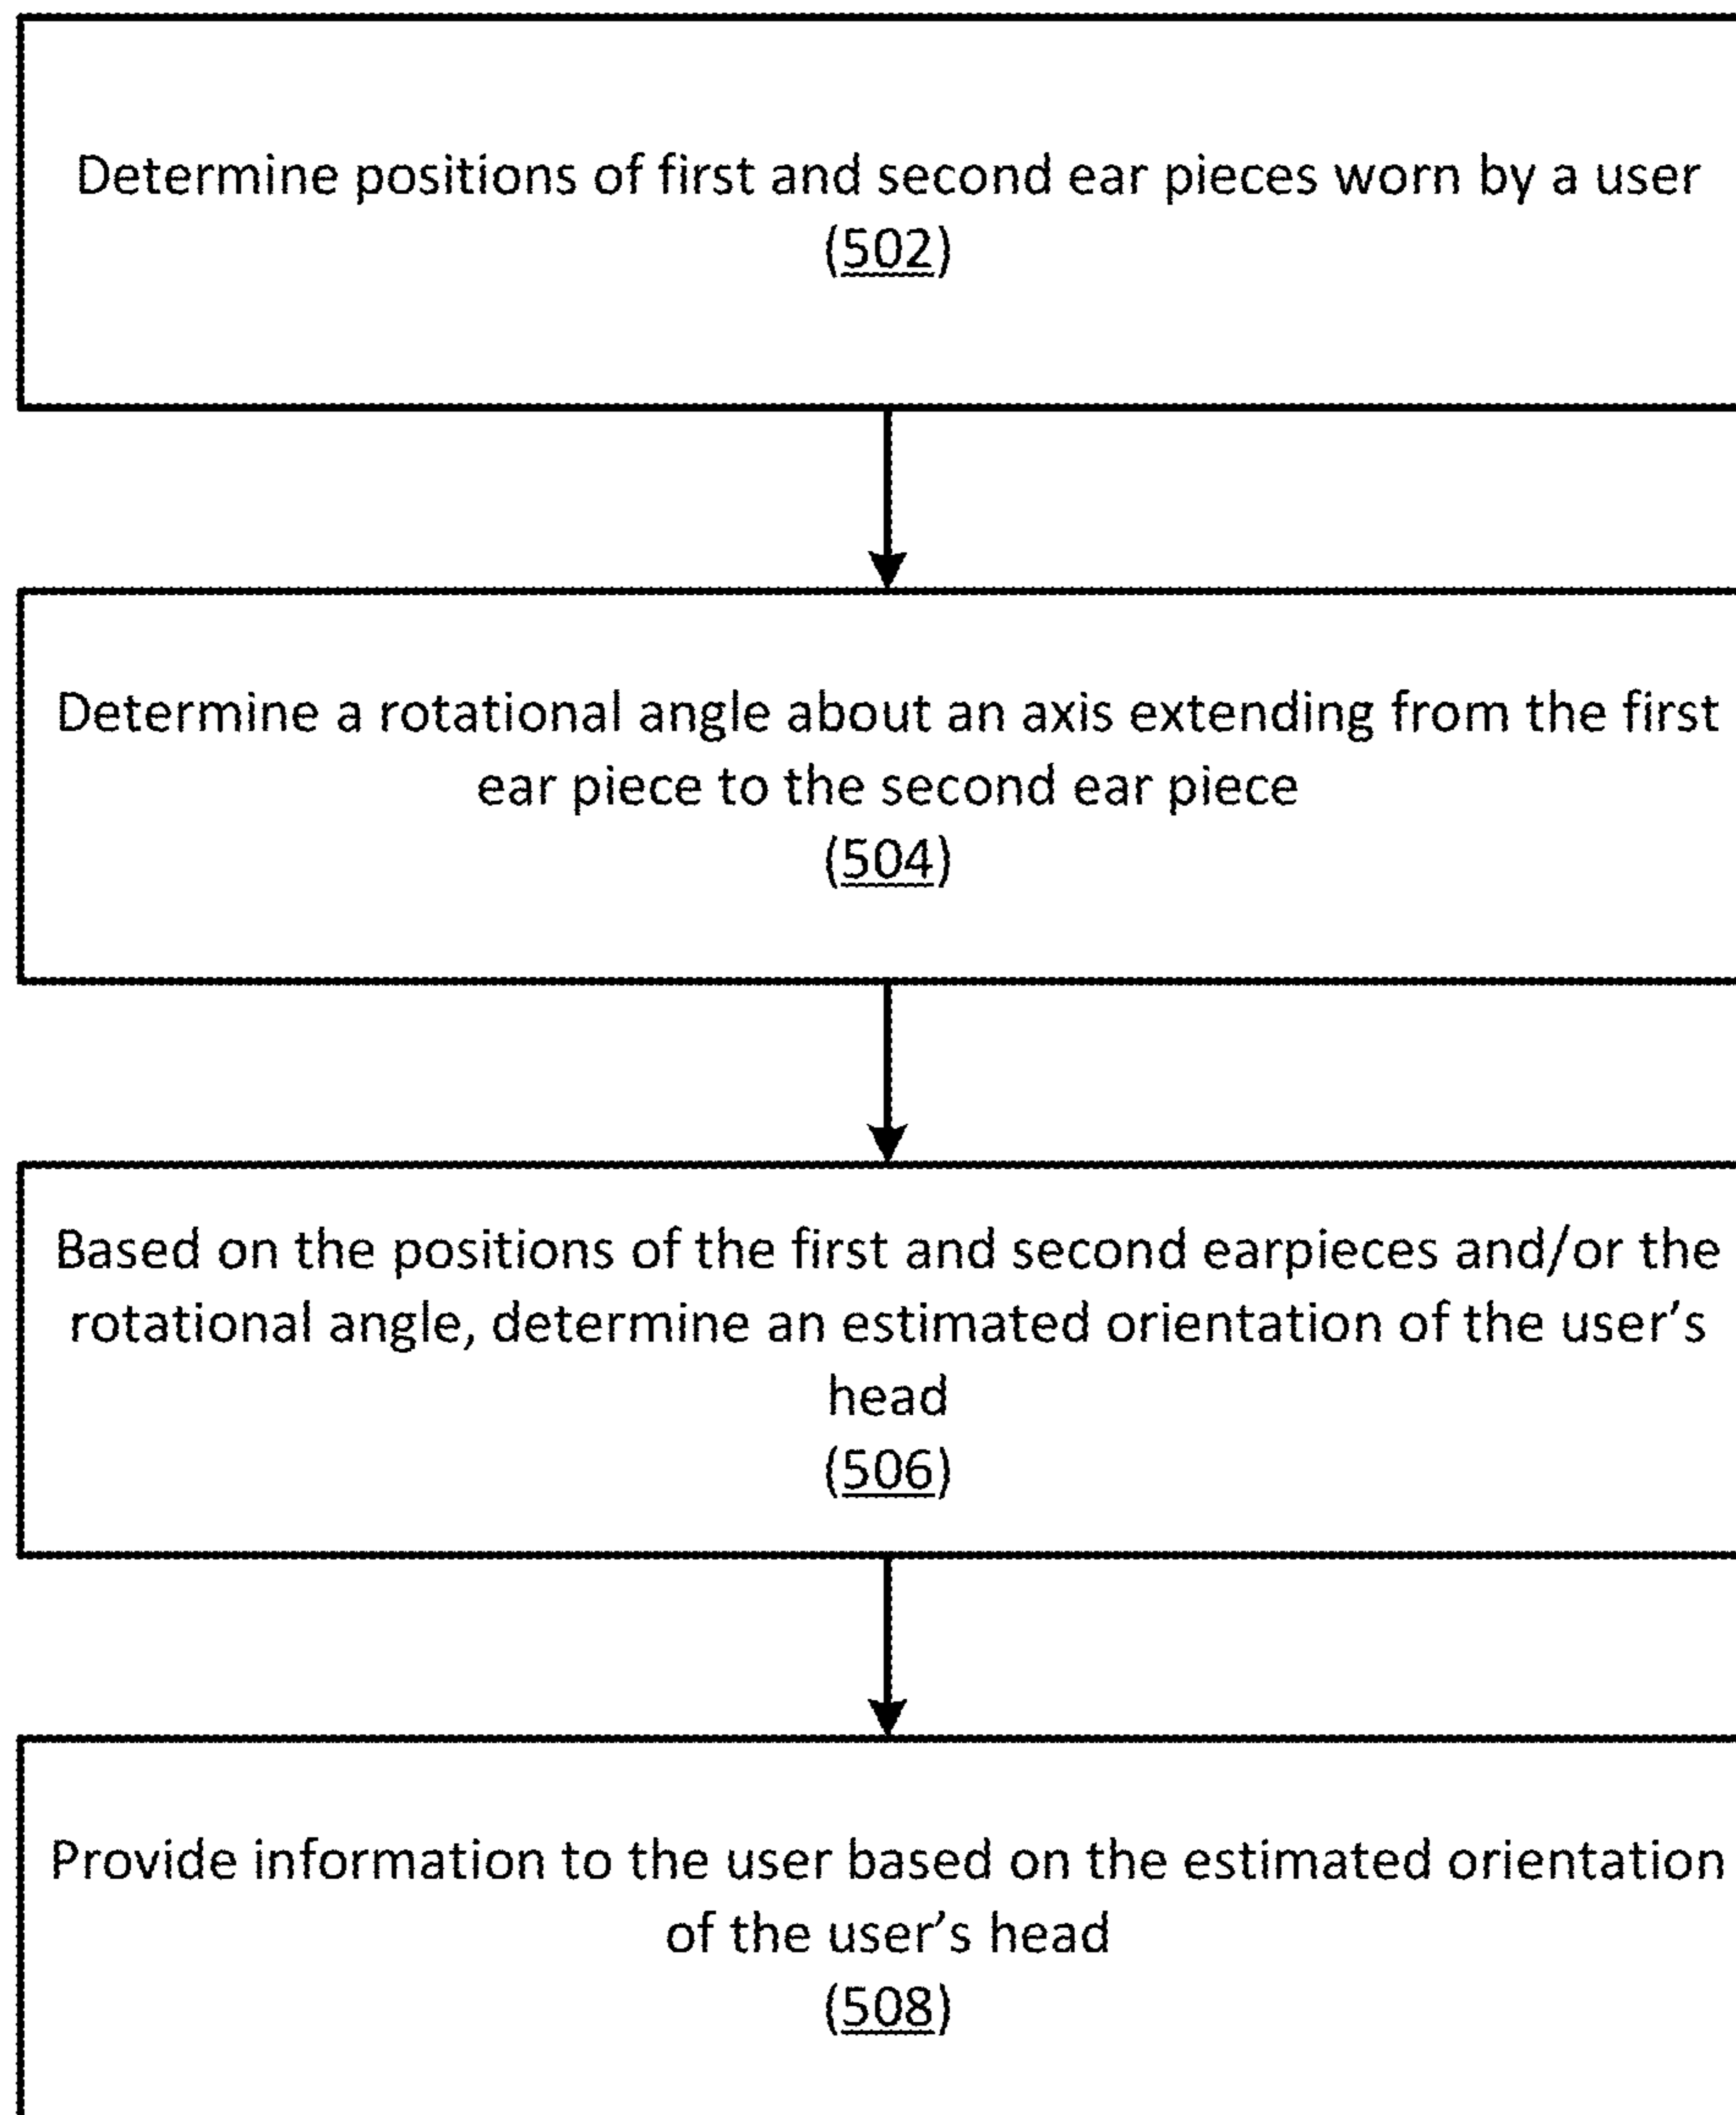 Determine positions of first and second ear pieces worn by a user
(502)
Determine a rotational angle about an axis extending from the first
ear piece to the second ear piece
(504)
Based on the positions of the first and second earpieces and/or the
rotational angle, determine an estimated orientation of the user's
head
(506)
Provide information to the user based on the estimated orientation
of the user's head
(508)